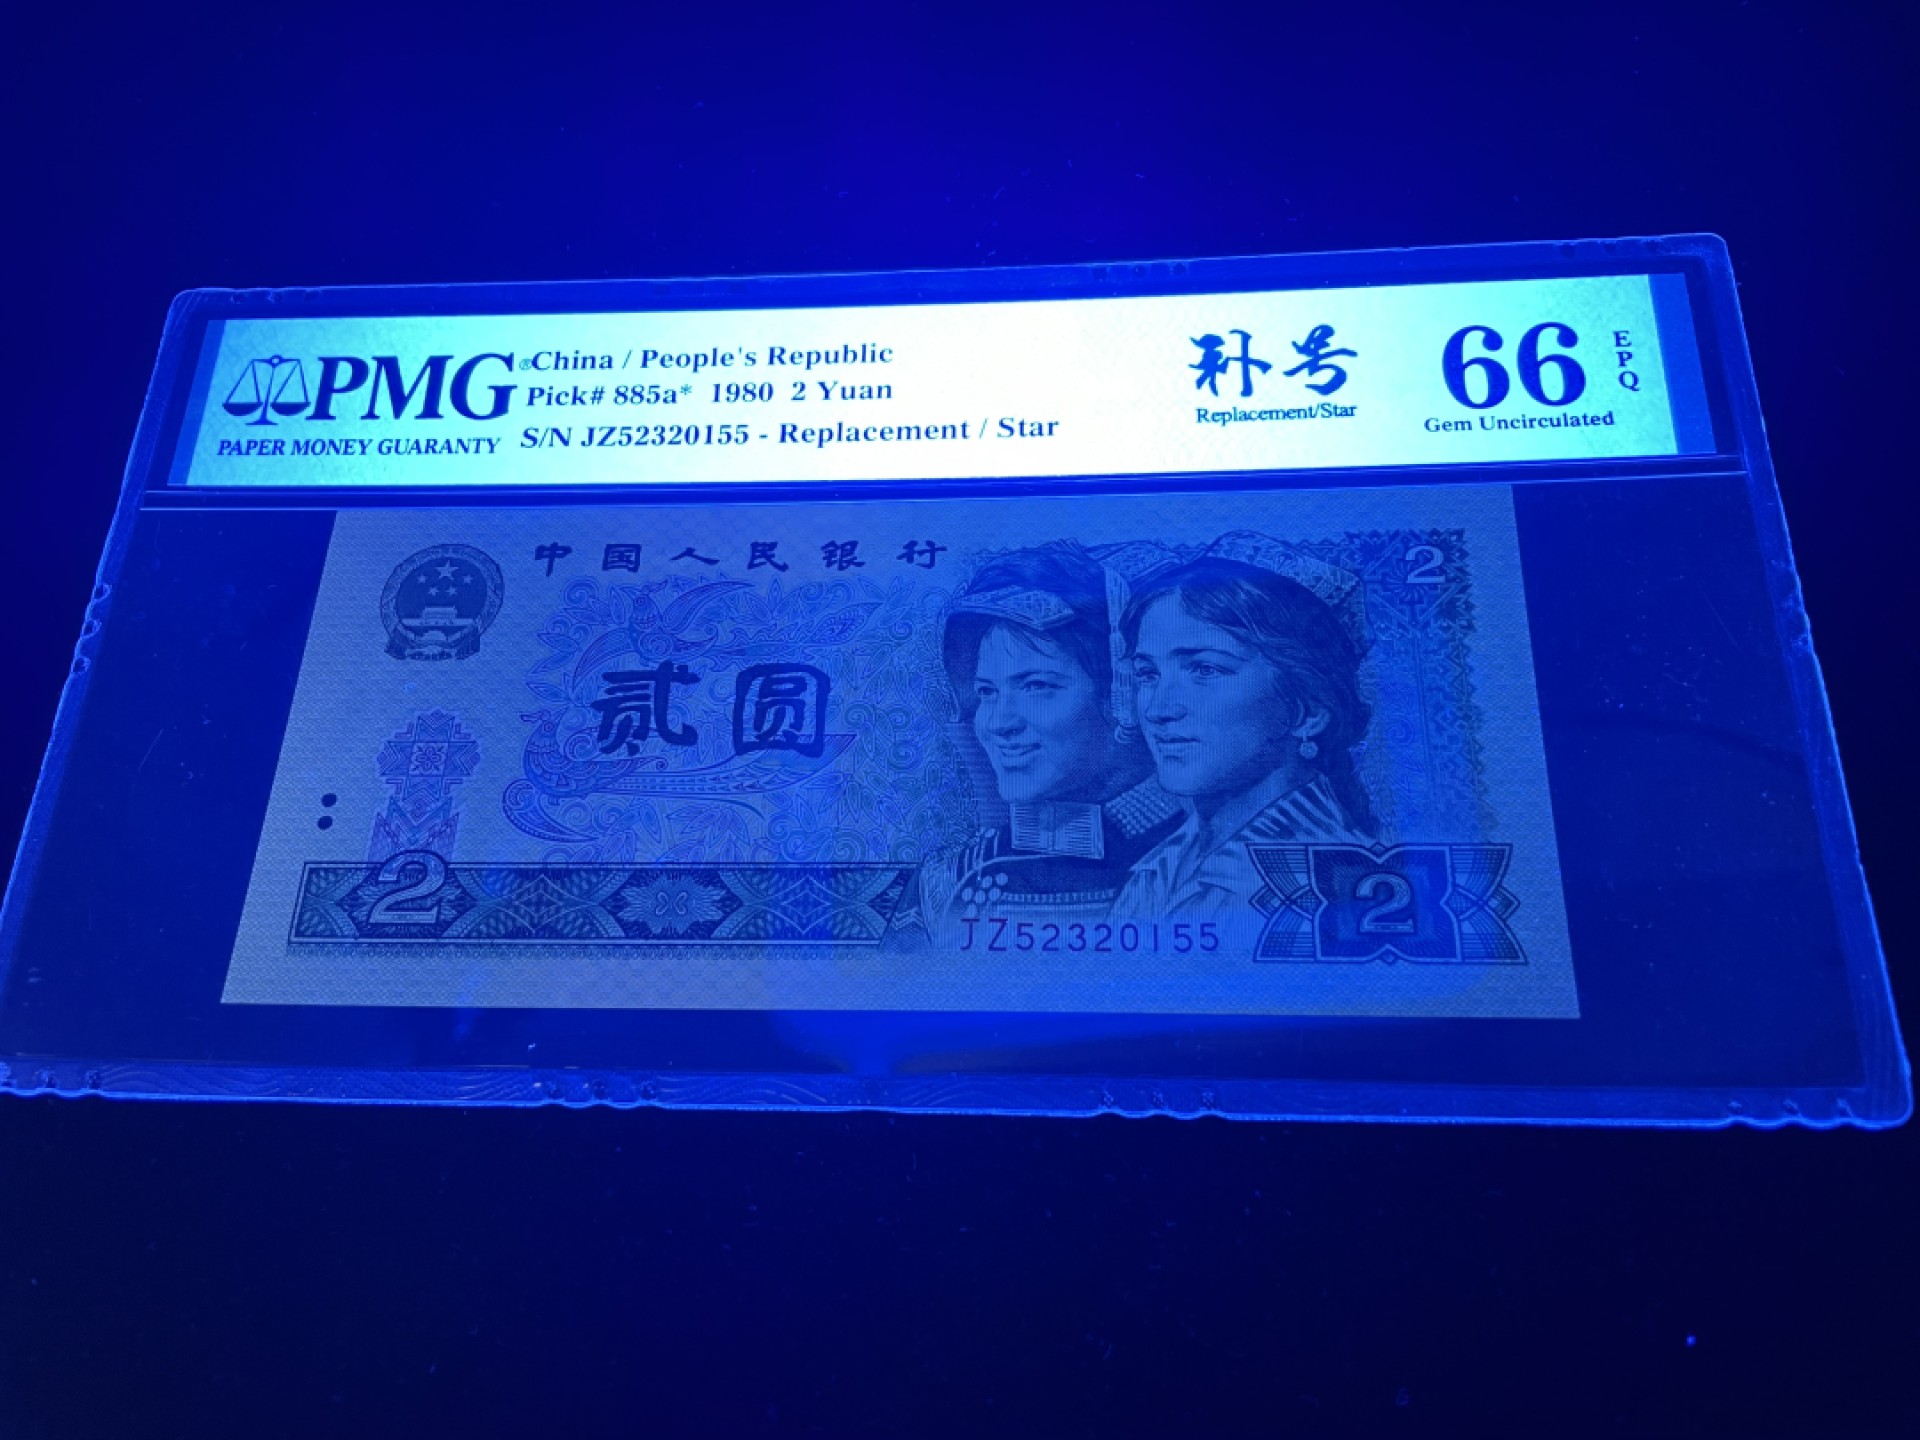 PMG®
PAPER MONEY GUARANTY
China / People's Republic
Pick# 885a* 1980 2 Yuan
S/N JZ52320155 - Replacement / Star
补号
Replacement/Star
66
EPQ
Gem Uncirculated
中国人民银行
2
贰圆
2
JZ52320155
2